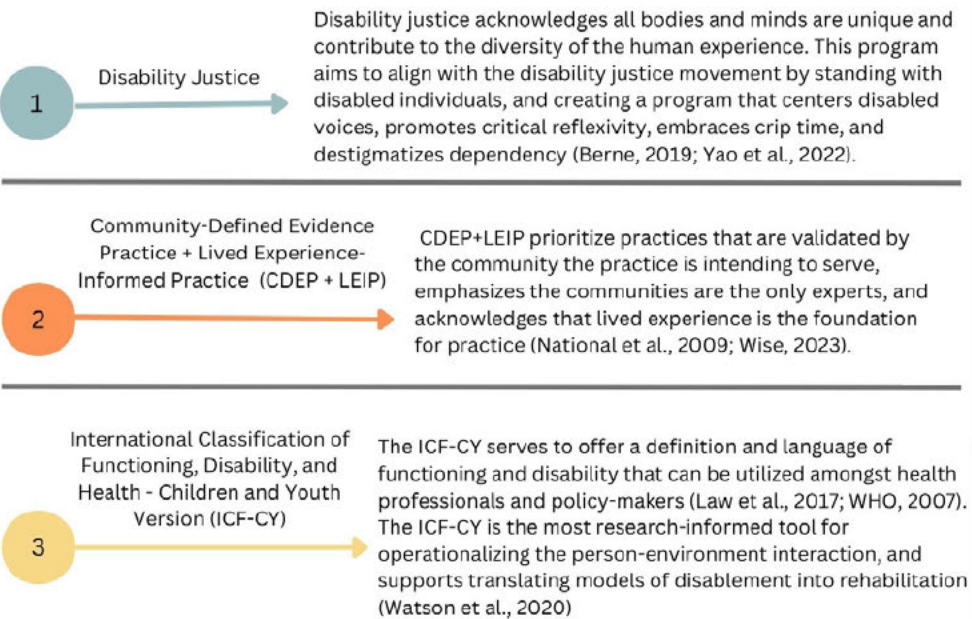 1
Disability Justice
Disability justice acknowledges all bodies and minds are unique and
contribute to the diversity of the human experience. This program
aims to align with the disability justice movement by standing with
disabled individuals, and creating a program that centers disabled
voices, promotes critical reflexivity, embraces crip time, and
destigmatizes dependency (Berne, 2019; Yao et al., 2022).
2
Community-Defined Evidence
Practice + Lived Experience-
Informed Practice (CDEP + LEIP)
CDEP+LEIP prioritize practices that are validated by
the community the practice is intending to serve,
emphasizes the communities are the only experts, and
acknowledges that lived experience is the foundation
for practice (National et al., 2009; Wise, 2023).
3
International Classification of
Functioning, Disability, and
Health - Children and Youth
Version (ICF-CY)
The ICF-CY serves to offer a definition and language of
functioning and disability that can be utilized amongst health
professionals and policy-makers (Law et al., 2017; WHO, 2007).
The ICF-CY is the most research-informed tool for
operationalizing the person-environment interaction, and
supports translating models of disablement into rehabilitation
(Watson et al., 2020)